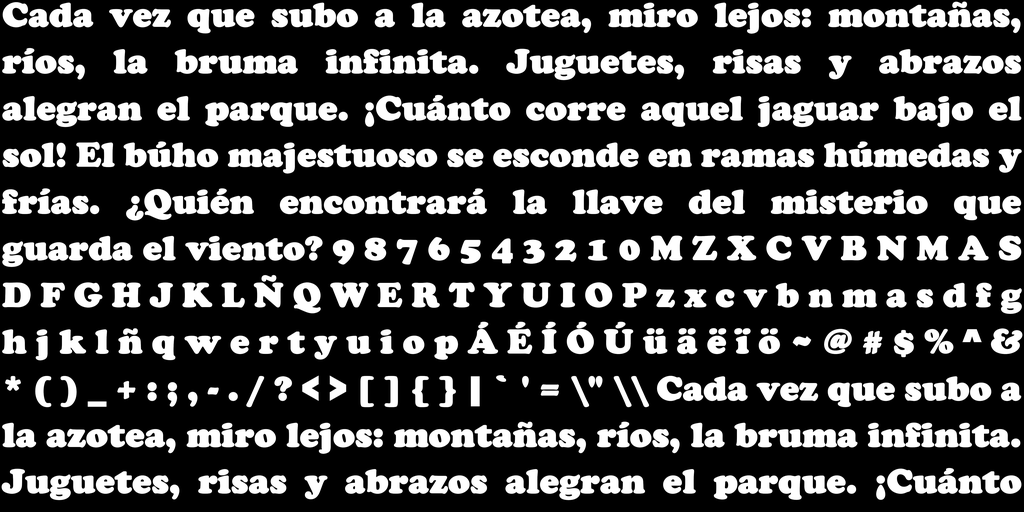 Cada vez que subo a la azotea, miro lejos: montañas,
ríos, la bruma infinita. Juguetes, risas y abrazos
alegran el parque. ¡Cuánto corre aquel jaguar bajo el
sol! El búho majestuoso se esconde en ramas húmedas y
frías. ¿Quién encontrará la llave del misterio que
guarda el viento? 9 8 7 6 5 4 3 2 1 0 M Z X C V B N M A S
D F G H J K L Ñ Q W E R T Y U I O P z x c v b n m a s d f g
h j k l ñ q w e r t y u i o p Á É Í Ó Ú ü ä ë ï ö ~ @ # $ % ^ &
* ( ) _ + : ; , - . / ? < > [ ] { } | ` ' = \" \\ Cada vez que subo a
la azotea, miro lejos: montañas, ríos, la bruma infinita.
Juguetes, risas y abrazos alegran el parque. ¡Cuánto